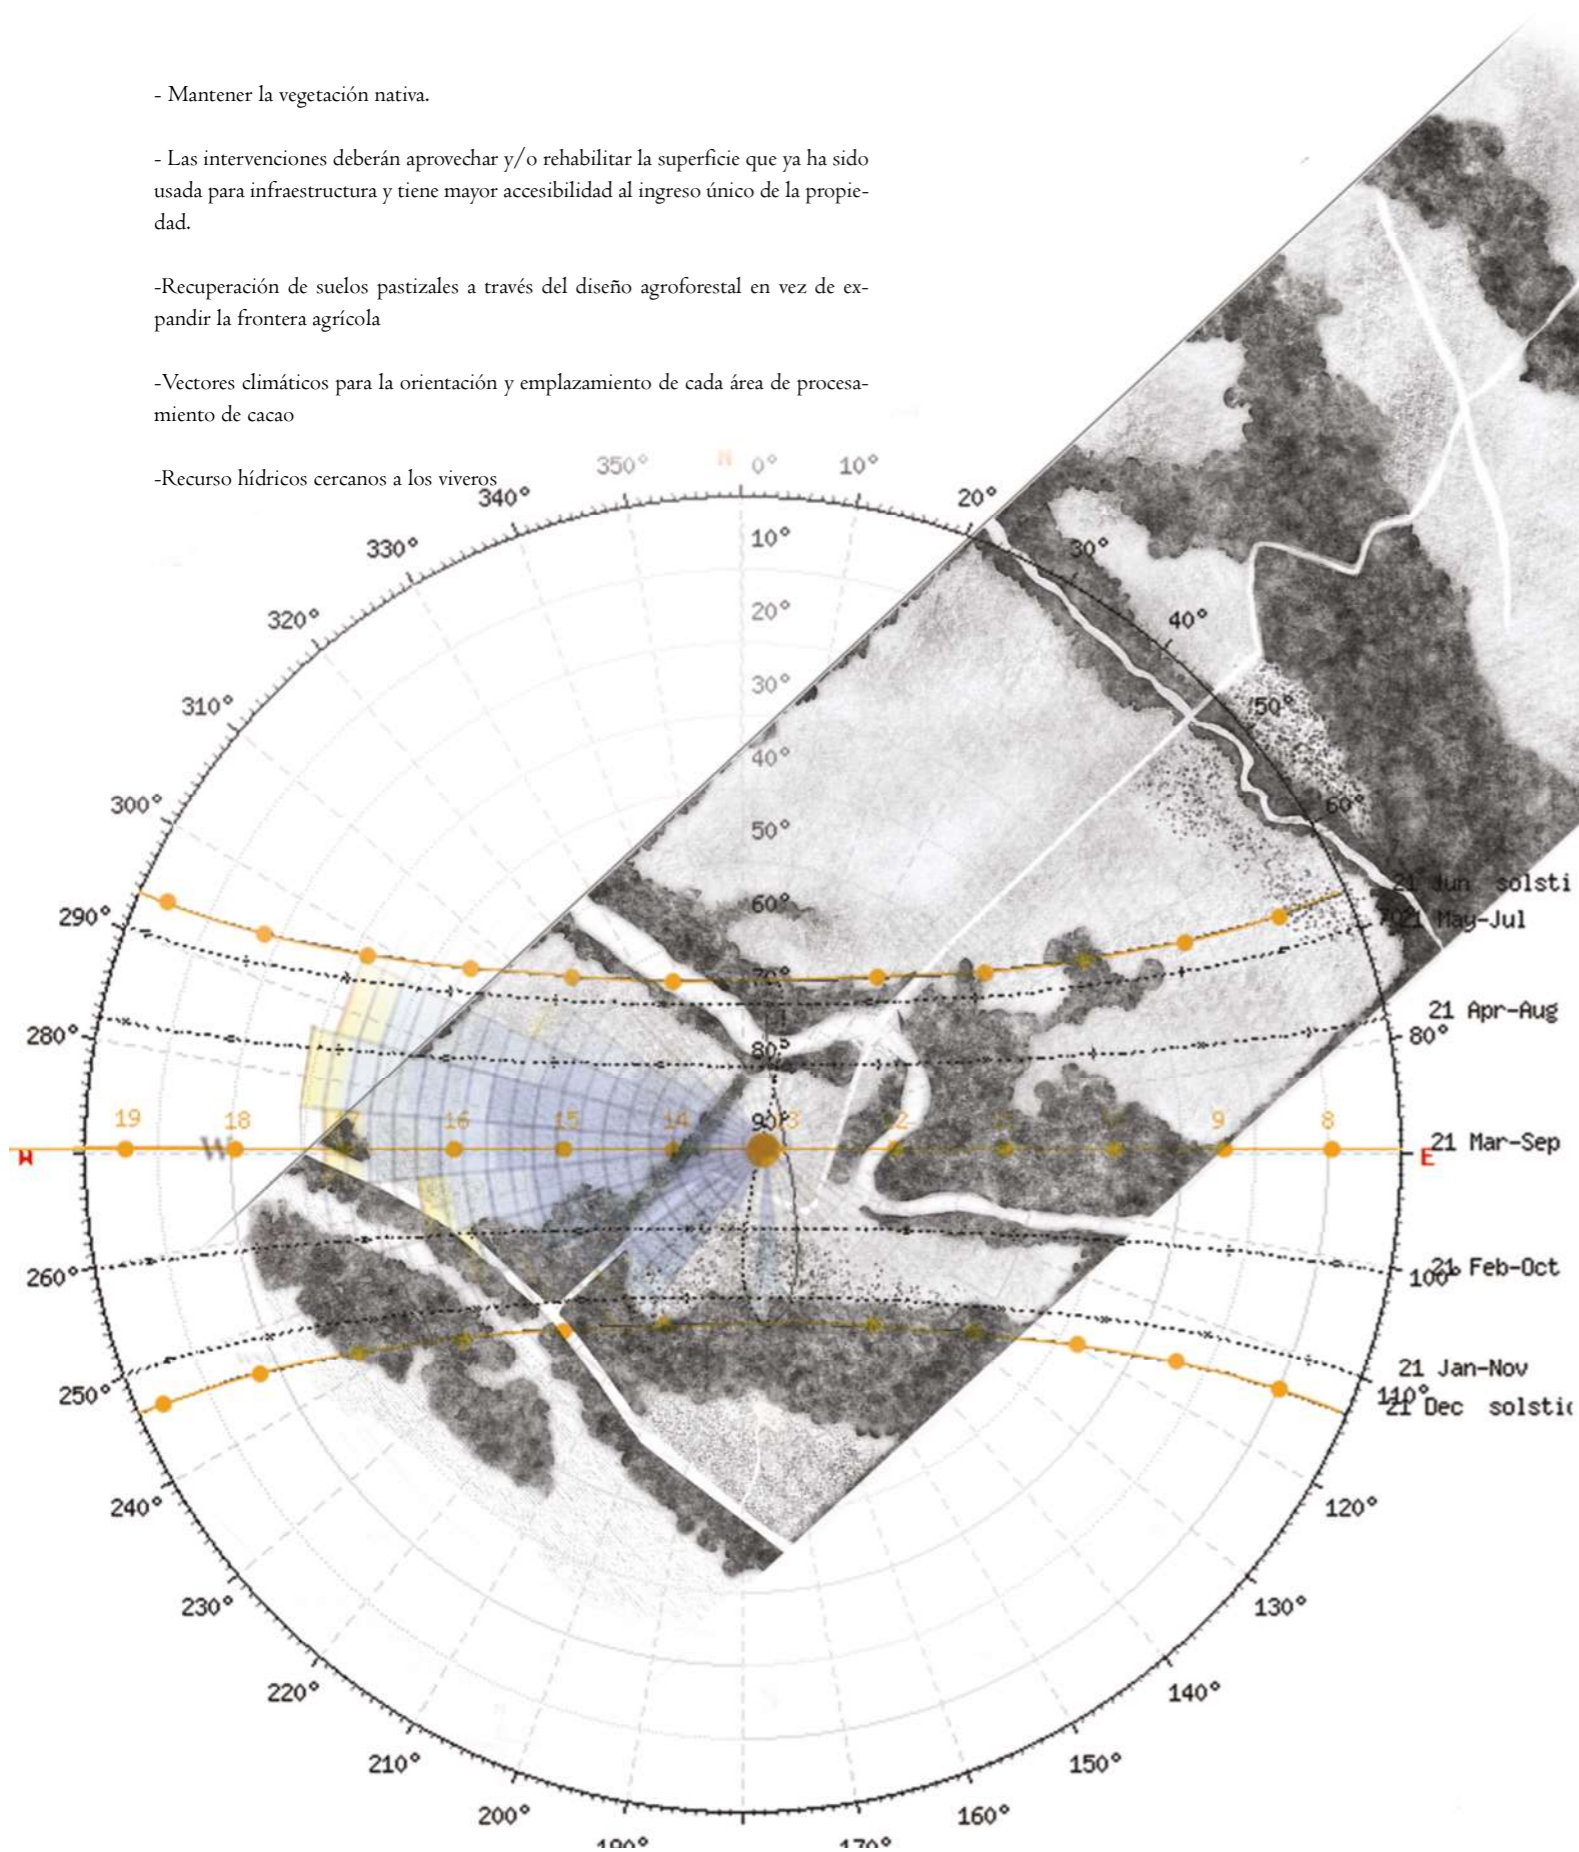 - Mantener la vegetación nativa.
- Las intervenciones deberán aprovechar y/o rehabilitar la superficie que ya ha sido
usada para infraestructura y tiene mayor accesibilidad al ingreso único de la propie-
dad.
-Recuperación de suelos pastizales a través del diseño agroforestal en vez de ex-
pandir la frontera agrícola
-Vectores climáticos para la orientación y emplazamiento de cada área de procesa-
miento de cacao
-Recurso hídricos cercanos a los viveros
350° N 0° 10°
340° 20°
10°
330° 30°
20°
320° 40°
30°
310° 50°
40°
300° 60°
50°
21 Jun solsti
60°
290° 70 21 May-Jul
70°
21 Apr-Aug
280° 80°
80°
19 18 17 16 15 14 13 12 9 8
90°
W W E 21 Mar-Sep
260° 100° 21 Feb-Oct
21 Jan-Nov
250° 110°
21 Dec solstic
240° 120°
230° 130°
220° 140°
210° 150°
200° 160°
190° 170°